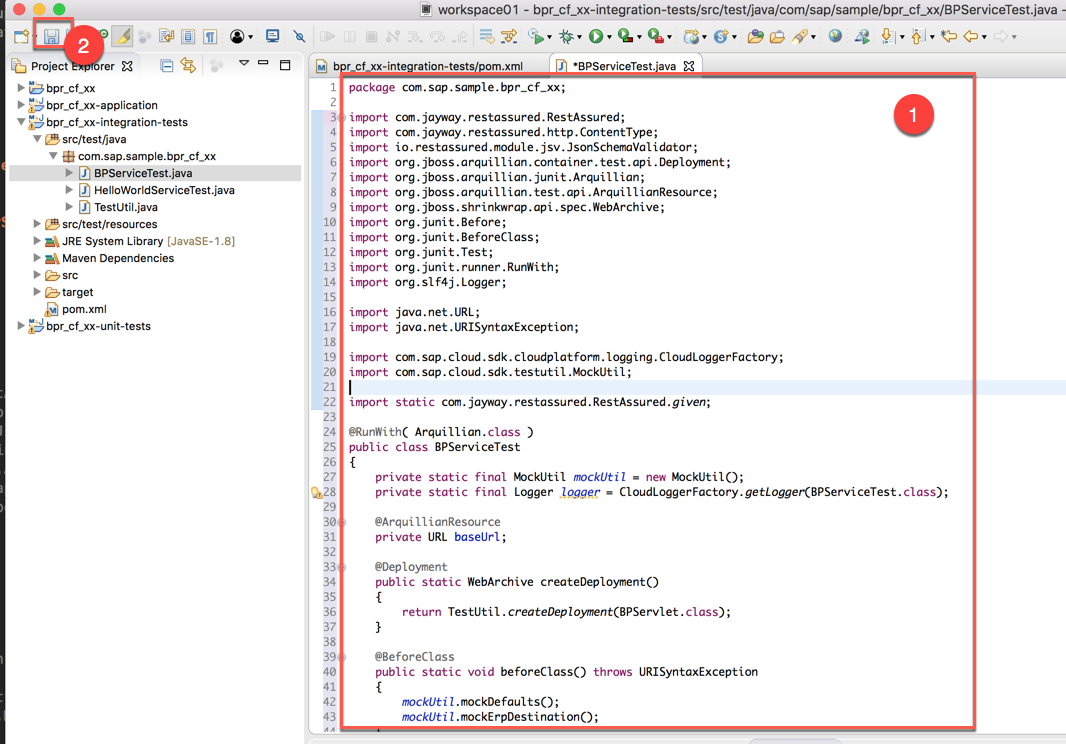 workspace01 - bpr_cf_xx-integration-tests/src/test/java/com/sap/sample/bpr_cf_xx/BPServiceTest.java -
2
Project Explorer
bpr_cf_xx-integration-tests/pom.xml
*BPServiceTest.java
bpr_cf_xx
bpr_cf_xx-application
bpr_cf_xx-integration-tests
src/test/java
com.sap.sample.bpr_cf_xx
BPServiceTest.java
HelloWorldServiceTest.java
TestUtil.java
src/test/resources
JRE System Library [JavaSE-1.8]
Maven Dependencies
src
target
pom.xml
bpr_cf_xx-unit-tests
1
1 package com.sap.sample.bpr_cf_xx;
2
3 import com.jayway.restassured.RestAssured;
4 import com.jayway.restassured.http.ContentType;
5 import io.restassured.module.jsv.JsonSchemaValidator;
6 import org.jboss.arquillian.container.test.api.Deployment;
7 import org.jboss.arquillian.junit.Arquillian;
8 import org.jboss.arquillian.test.api.ArquillianResource;
9 import org.jboss.shrinkwrap.api.spec.WebArchive;
10 import org.junit.Before;
11 import org.junit.BeforeClass;
12 import org.junit.Test;
13 import org.junit.runner.RunWith;
14 import org.slf4j.Logger;
15
16 import java.net.URL;
17 import java.net.URISyntaxException;
18
19 import com.sap.cloud.sdk.cloudplatform.logging.CloudLoggerFactory;
20 import com.sap.cloud.sdk.testutil.MockUtil;
21
22 import static com.jayway.restassured.RestAssured.given;
23
24 @RunWith( Arquillian.class )
25 public class BPServiceTest
26 {
27 private static final MockUtil mockUtil = new MockUtil();
28 private static final Logger logger = CloudLoggerFactory.getLogger(BPServiceTest.class);
29
30 @ArquillianResource
31 private URL baseUrl;
32
33 @Deployment
34 public static WebArchive createDeployment()
35 {
36 return TestUtil.createDeployment(BPServlet.class);
37 }
38
39 @BeforeClass
40 public static void beforeClass() throws URISyntaxException
41 {
42 mockUtil.mockDefaults();
43 mockUtil.mockErpDestination();
44